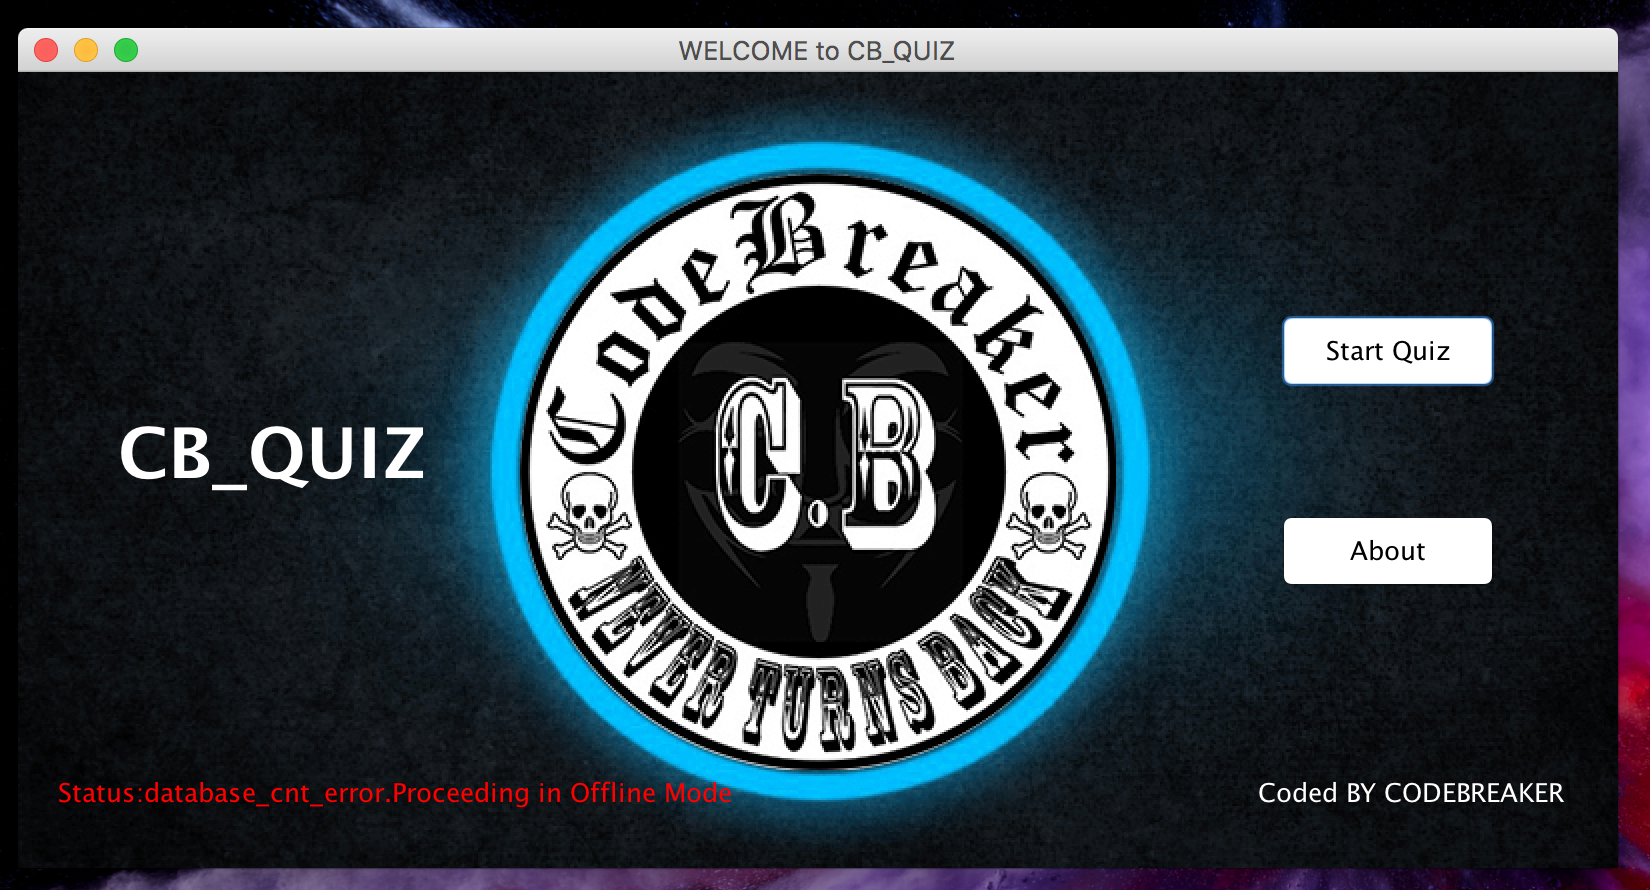 WELCOME to CB_QUIZ
CodeBreaker
C.B
NEVER TURNS BACK
CB_QUIZ
Start Quiz
About
Status:database_cnt_error.Proceeding in Offline Mode
Coded BY CODEBREAKER